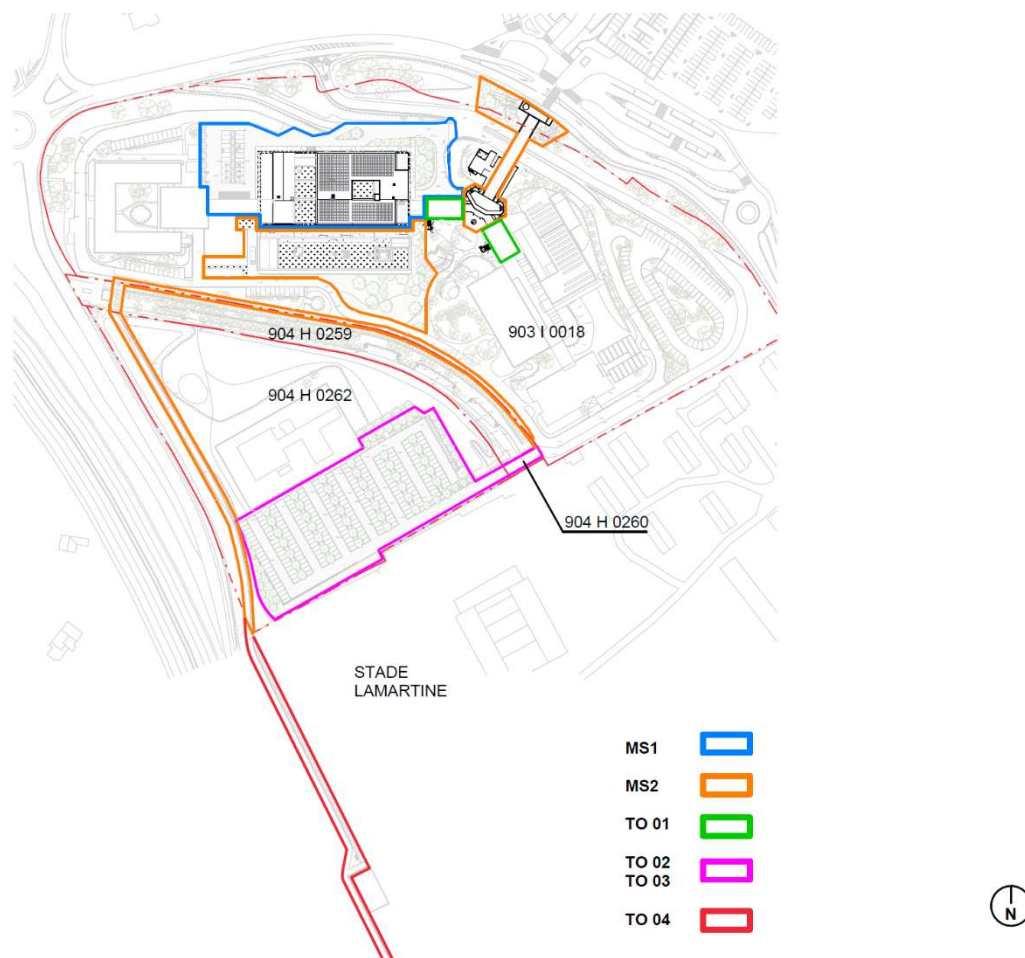 904 H 0259
903 I 0018
904 H 0262
904 H 0260
STADE
LAMARTINE
MS1
MS2
TO 01
TO 02
TO 03
TO 04
N